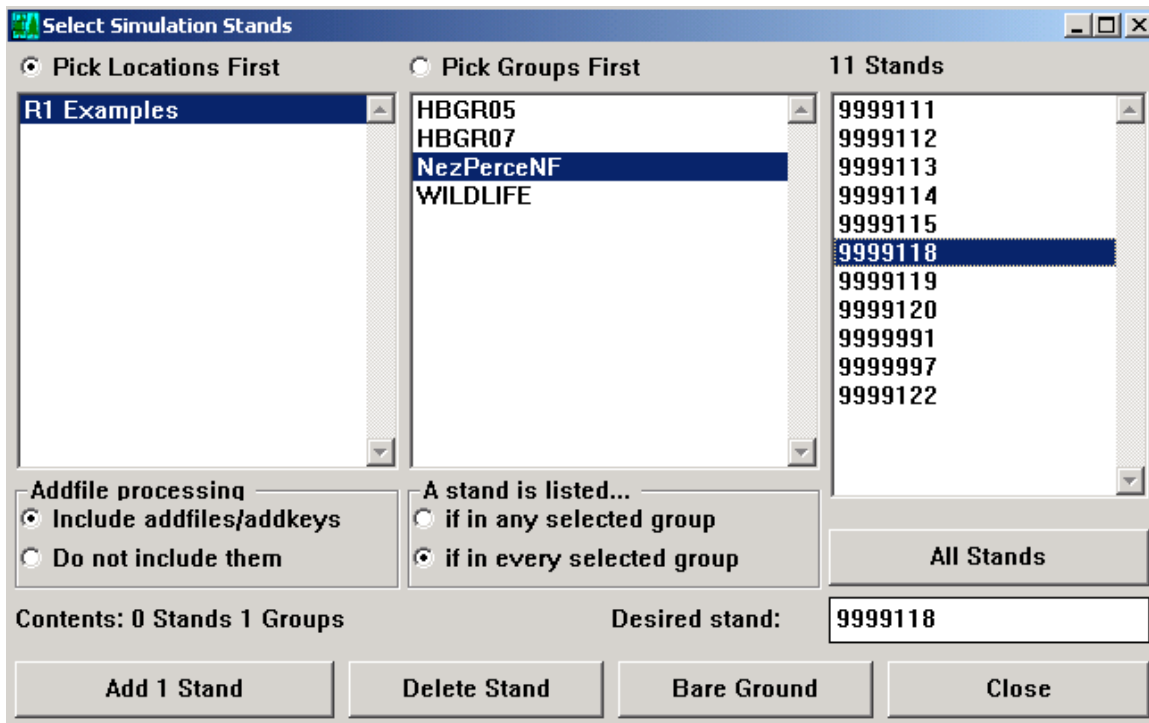 Select Simulation Stands
Pick Locations First
Pick Groups First
11 Stands
R1 Examples
HBGR05
HBGR07
NezPerceNF
WILDLIFE
9999111
9999112
9999113
9999114
9999115
9999118
9999119
9999120
9999991
9999997
9999122
Addfile processing
Include addfiles/addkeys
Do not include them
A stand is listed...
if in any selected group
if in every selected group
All Stands
Contents: 0 Stands 1 Groups
Desired stand:
9999118
Add 1 Stand
Delete Stand
Bare Ground
Close